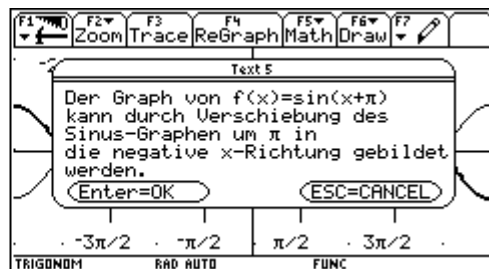 F1 F2 F3 F4 F5 F6 F7
Zoom Trace ReGraph Math Draw
Text 5
Der Graph von f(x)=sin(x+π)
kann durch Verschiebung des
Sinus-Graphen um π in
die negative x-Richtung gebildet
werden.
Enter=OK ESC=CANCEL
-3π/2 -π/2 π/2 3π/2
TRIGONOM RAD AUTO FUNC